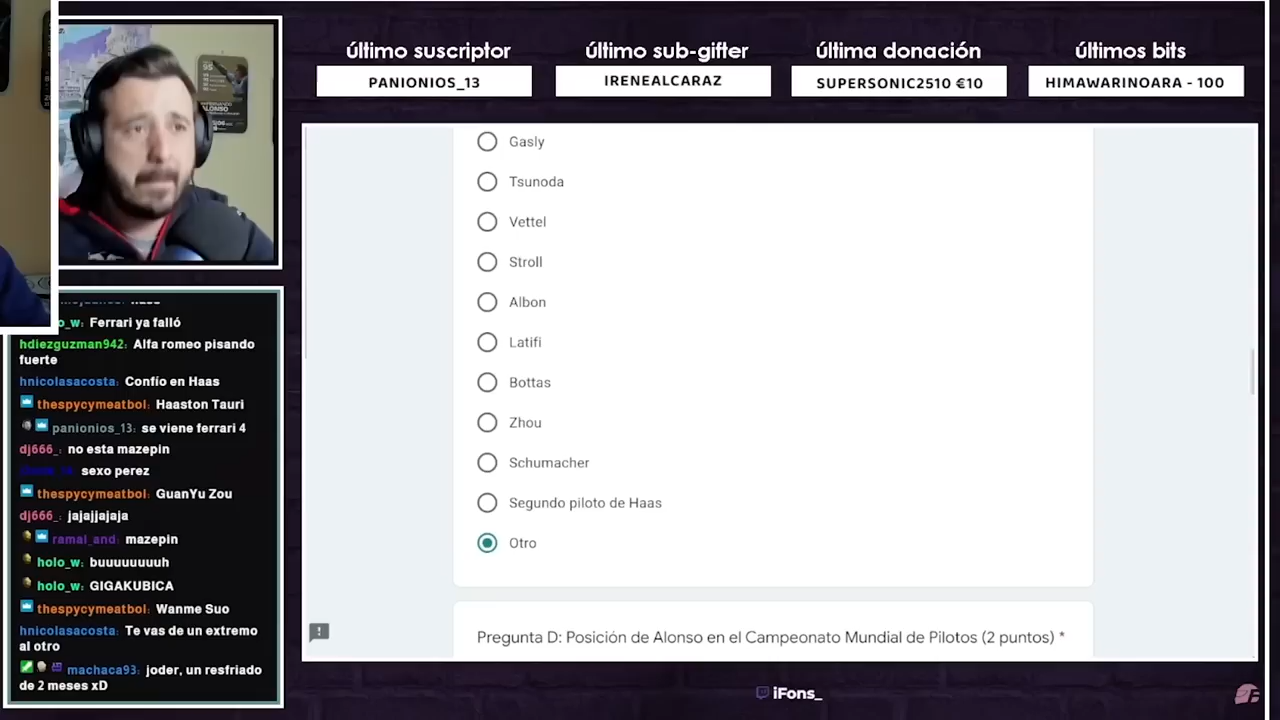 último suscriptor
PANIONIOS_13
último sub-gifter
IRENEALCARAZ
última donación
SUPERSONIC2510 €10
últimos bits
HIMAWARINOARA - 100
ALONSO
Gasly
Tsunoda
Vettel
Stroll
Albon
Latifi
Bottas
Zhou
Schumacher
Segundo piloto de Haas
Otro
Pregunta D: Posición de Alonso en el Campeonato Mundial de Pilotos (2 puntos) *
o_w: Ferrari ya falló
hdiezguzman942: Alfa romeo pisando
fuerte
hnicolasacosta: Confío en Haas
thespycymeatbol: Haaston Tauri
panionios_13: se viene ferrari 4
dj666_: no esta mazepin
sexo perez
thespycymeatbol: GuanYu Zou
dj666_: jajajjajaja
ramal_and: mazepin
holo_w: buuuuuuuuh
holo_w: GIGAKUBICA
thespycymeatbol: Wanme Suo
hnicolasacosta: Te vas de un extremo
al otro
machaca93: joder, un resfriado
de 2 meses xD
iFons_